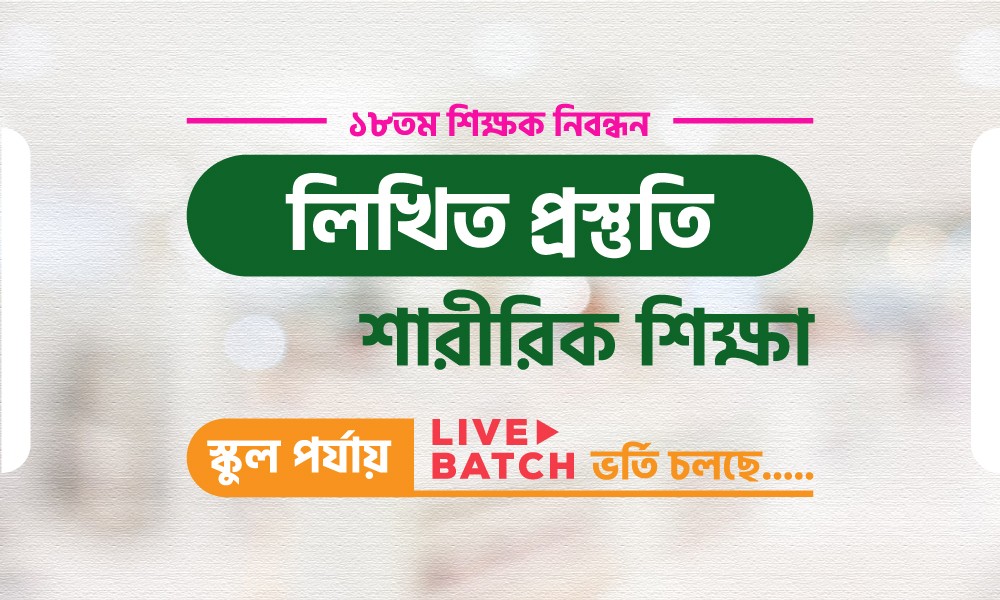 ১৮তম শিক্ষক নিবন্ধন
লিখিত প্রস্তুতি
শারীরিক শিক্ষা
স্কুল পর্যায়
LIVE
BATCH ভর্তি চলছে.....